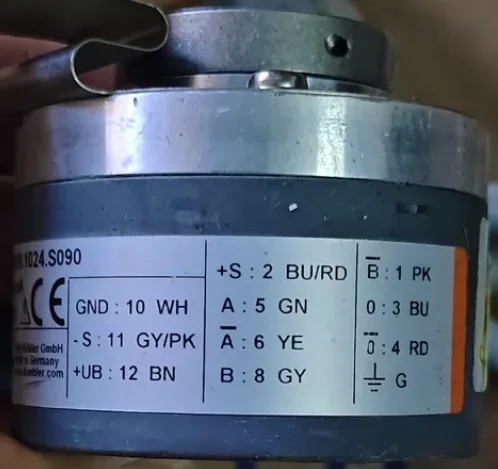 1024.S090
CE
GmbH
Germany
GND : 10 WH
-S : 11 GY/PK
+UB : 12 BN
+S : 2 BU/RD
A : 5 GN
A̅ : 6 YE
B : 8 GY
B̅ : 1 PK
0 : 3 BU
0̅ : 4 RD
⏚ G